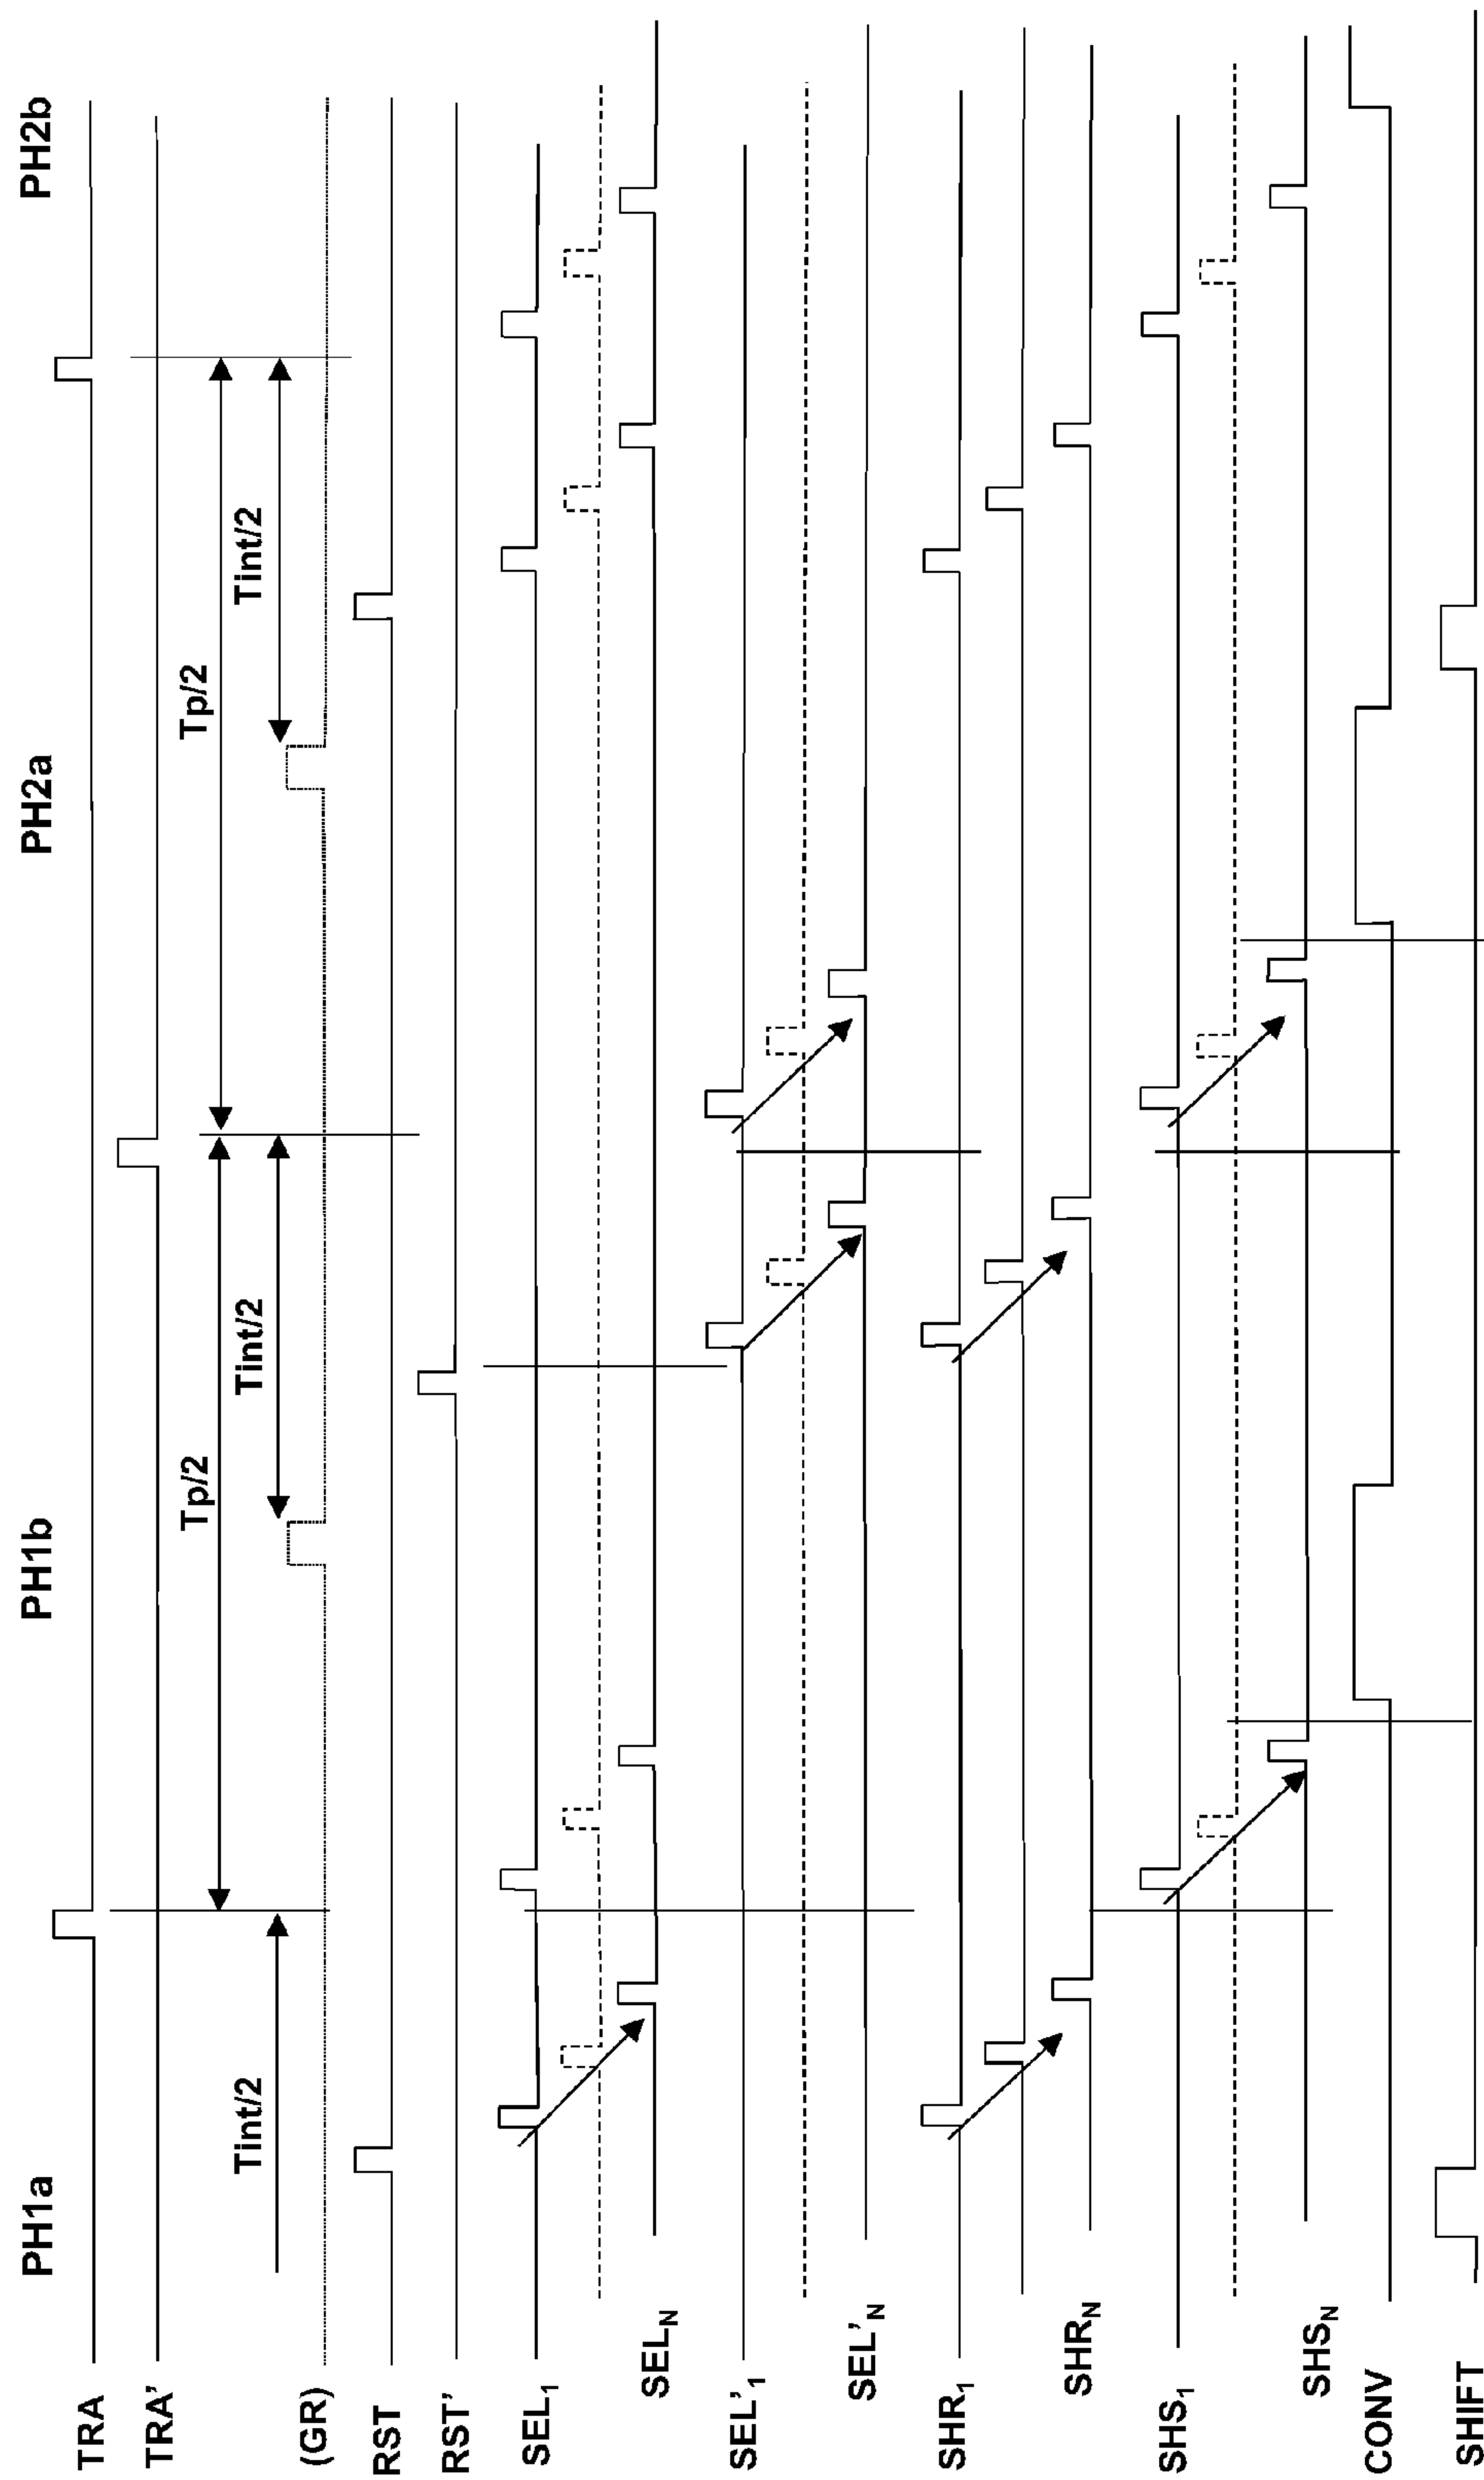 PH1a PH1b PH2a PH2b
TRA
TRA'
Tp/2 Tp/2
Tint/2 Tint/2 Tint/2
(GR)
RST
RST'
SEL1
SELN
SEL'1
SEL'N
SHR1
SHRN
SHS1
SHSN
CONV
SHIFT